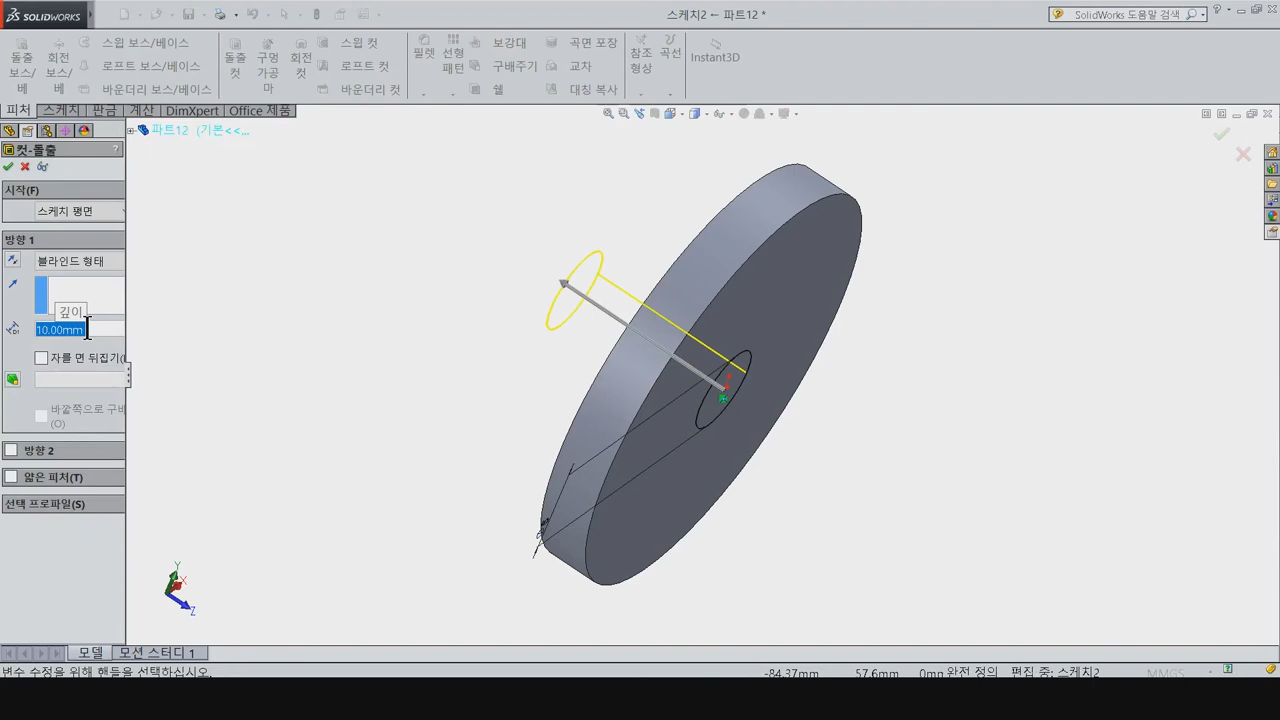 SOLIDWORKS
스케치2 ← 파트12 *
SolidWorks 도움말 검색
돌출 보스/베
회전 보스/베
스윕 보스/베이스
로프트 보스/베이스
바운더리 보스/베이스
돌출 컷
구멍 가공 마
회전 컷
스윕 컷
로프트 컷
바운더리 컷
필렛
선형 패턴
보강대
구배주기
쉘
곡면 포장
교차
대칭 복사
참조 형상
곡선
Instant3D
피처 스케치 판금 계산 DimXpert Office 제품
파트12 (기본<<...
컷-돌출 ?
시작(F)
스케치 평면
방향 1
블라인드 형태
깊이
10.00mm
자를 면 뒤집기(
바깥쪽으로 구배
(O)
방향 2
얇은 피처(T)
선택 프로파일(S)
Y
X
Z
모델 모션 스터디 1
변수 수정을 위해 핸들을 선택하십시오. -84.37mm 57.6mm 0mm 완전 정의 편집 중: 스케치2 MMGS